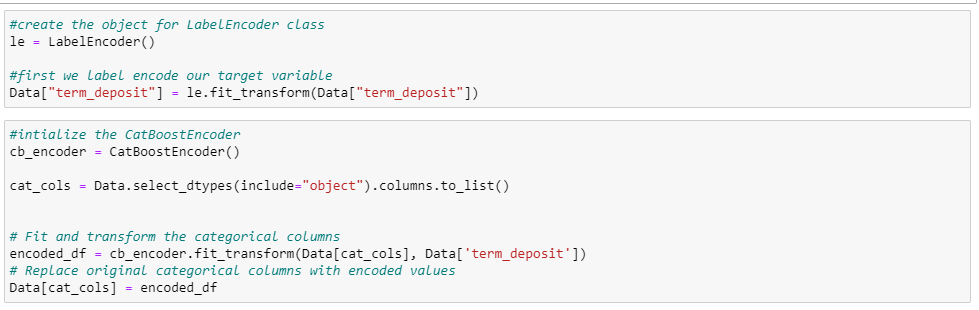 #create the object for LabelEncoder class
le = LabelEncoder()
#first we label encode our target variable
Data["term_deposit"] = le.fit_transform(Data["term_deposit"])
#intialize the CatBoostEncoder
cb_encoder = CatBoostEncoder()
cat_cols = Data.select_dtypes(include="object").columns.to_list()
# Fit and transform the categorical columns
encoded_df = cb_encoder.fit_transform(Data[cat_cols], Data['term_deposit'])
# Replace original categorical columns with encoded values
Data[cat_cols] = encoded_df